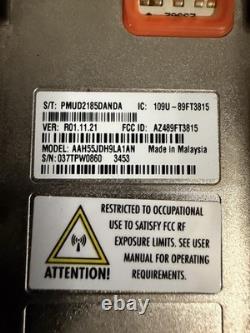 S/T: PMUD2185DANDA IC: 109U-89FT3815
VER: R01.11.21 FCC ID: AZ489FT3815
MODEL: AAH55JDH9LA1AN Made in Malaysia
S/N: 037TPW0860 3453
RESTRICTED TO OCCUPATIONAL
USE TO SATISFY FCC RF
EXPOSURE LIMITS. SEE USER
MANUAL FOR OPERATING
REQUIREMENTS.
ATTENTION!